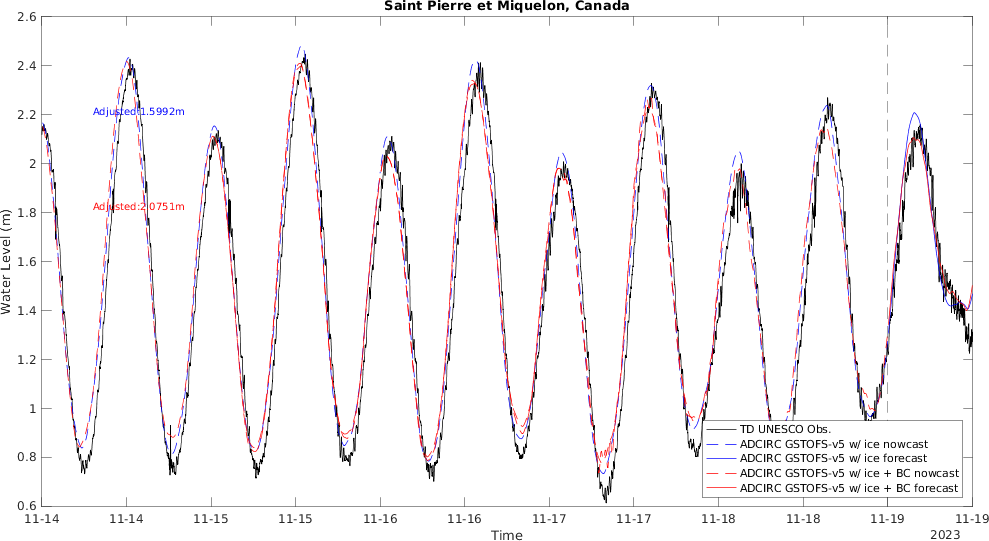 Saint Pierre et Miquelon, Canada
2.6
2.4
2.2
2
1.8
1.6
1.4
1.2
1
0.8
0.6
Water Level (m)
Adjusted:1.5992m
Adjusted:2.0751m
TD UNESCO Obs.
ADCIRC GSTOFS-v5 w/ ice nowcast
ADCIRC GSTOFS-v5 w/ ice forecast
ADCIRC GSTOFS-v5 w/ ice + BC nowcast
ADCIRC GSTOFS-v5 w/ ice + BC forecast
11-14 11-14 11-15 11-15 11-16 11-16 11-17 11-17 11-18 11-18 11-19 11-19
Time
2023